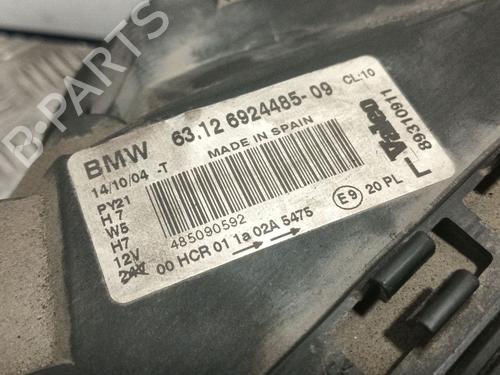 B-PARTS
BMW 63.12 6924485-09 CL:10
MADE IN SPAIN
14/10/04 -T
PY21
H7
W5
H7
12V
24V
485090592
00 HCR 01 1a 02A 5475
E9 20 PL
L
Valeo
89310911